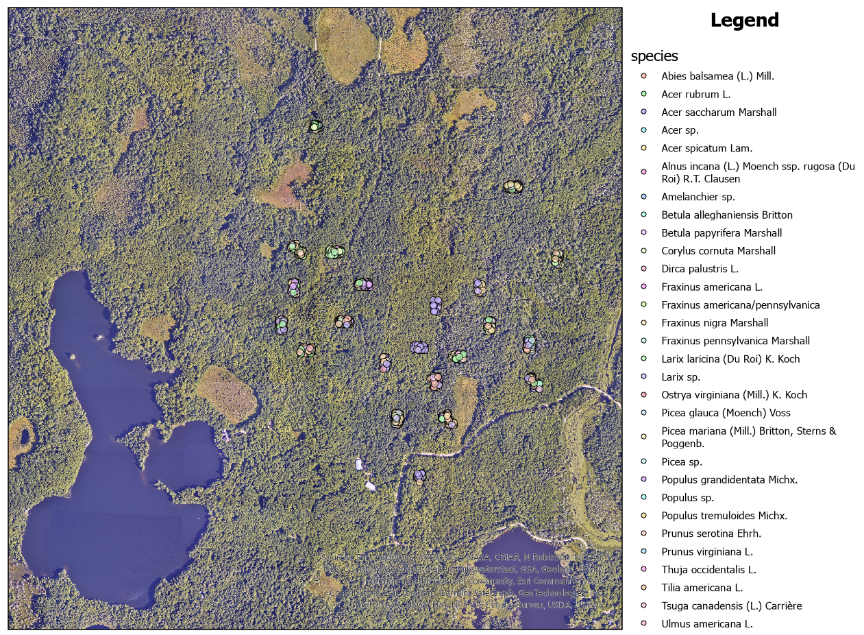 Legend
species
Abies balsamea (L.) Mill.
Acer rubrum L.
Acer saccharum Marshall
Acer sp.
Acer spicatum Lam.
Alnus incana (L.) Moench ssp. rugosa (Du
Roi) R.T. Clausen
Amelanchier sp.
Betula alleghaniensis Britton
Betula papyrifera Marshall
Corylus cornuta Marshall
Dirca palustris L.
Fraxinus americana L.
Fraxinus americana/pennsylvanica
Fraxinus nigra Marshall
Fraxinus pennsylvanica Marshall
Larix laricina (Du Roi) K. Koch
Larix sp.
Ostrya virginiana (Mill.) K. Koch
Picea glauca (Moench) Voss
Picea mariana (Mill.) Britton, Sterns &
Poggenb.
Picea sp.
Populus grandidentata Michx.
Populus sp.
Populus tremuloides Michx.
Prunus serotina Ehrh.
Prunus virginiana L.
Thuja occidentalis L.
Tilia americana L.
Tsuga canadensis (L.) Carrière
Ulmus americana L.